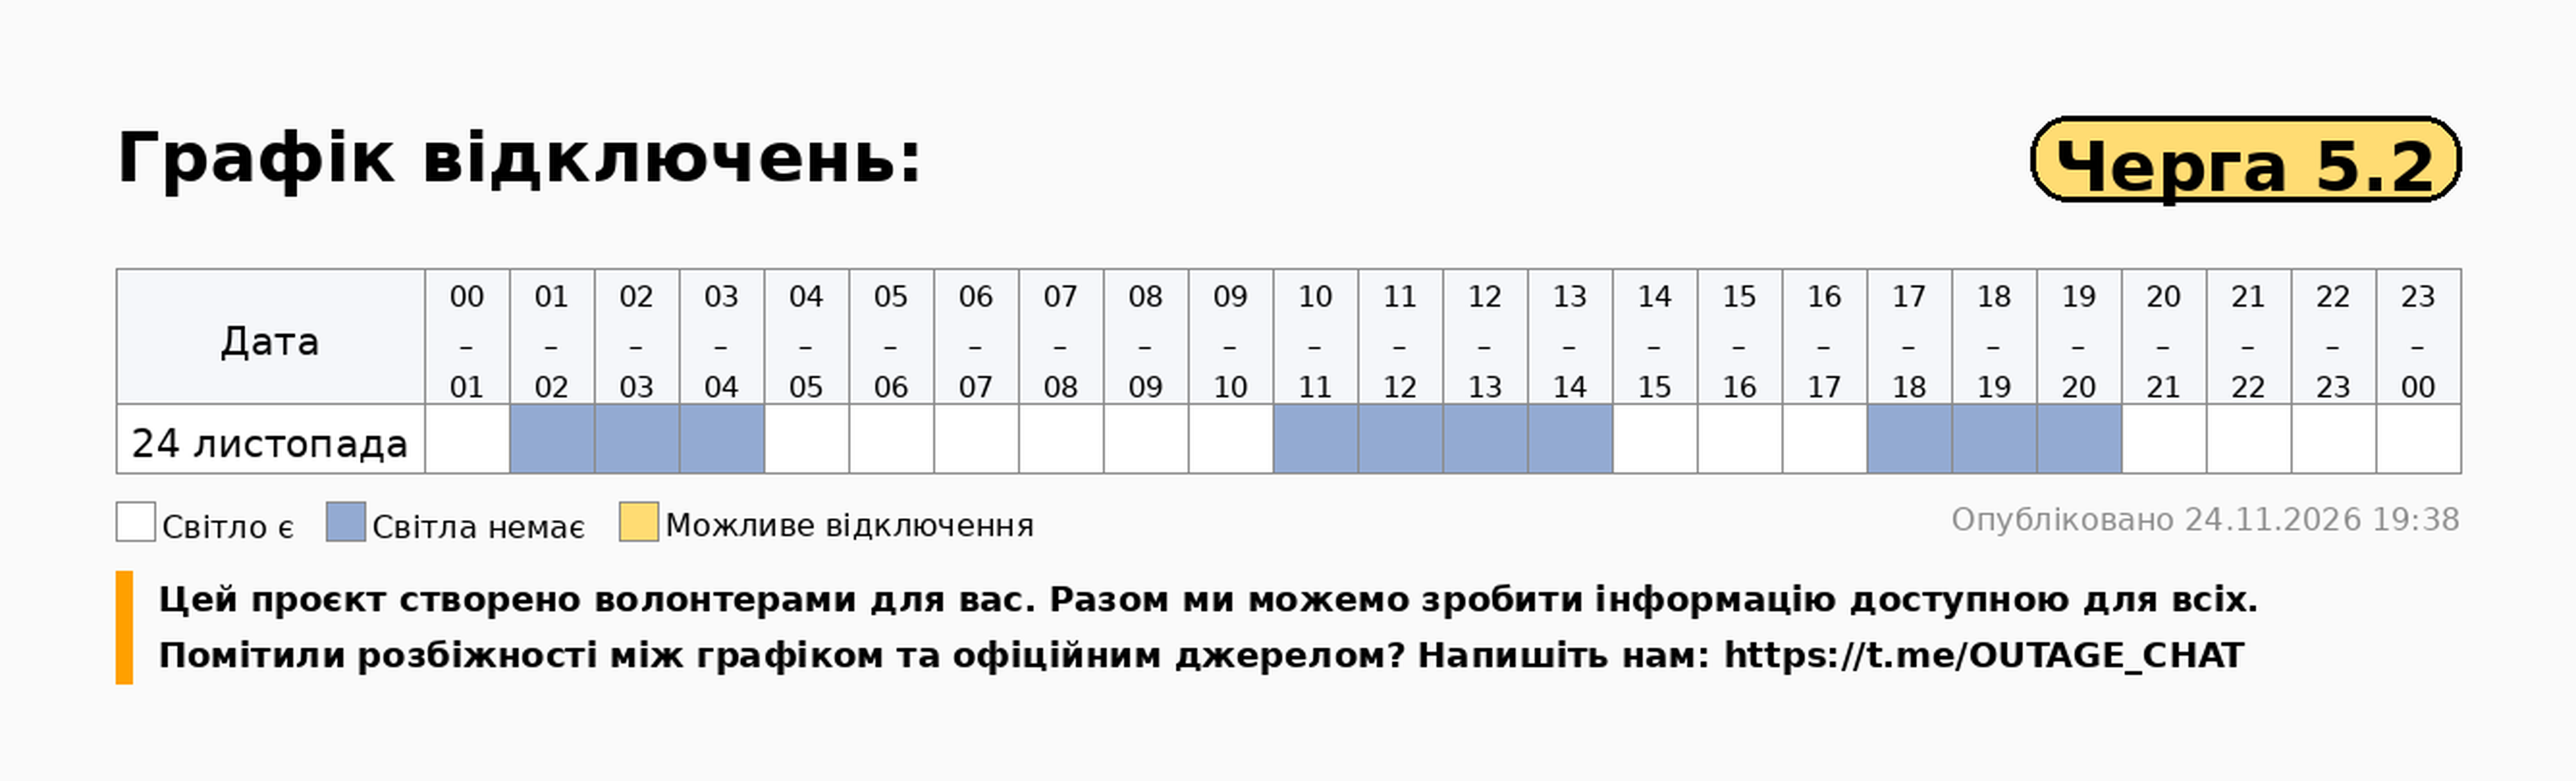 Графік відключень:
Черга 5.2
Дата 00–01 01–02 02–03 03–04 04–05 05–06 06–07 07–08 08–09 09–10 10–11 11–12 12–13 13–14 14–15 15–16 16–17 17–18 18–19 19–20 20–21 21–22 22–23 23–00
24 листопада
Світло є Світла немає Можливе відключення
Опубліковано 24.11.2026 19:38
Цей проєкт створено волонтерами для вас. Разом ми можемо зробити інформацію доступною для всіх.
Помітили розбіжності між графіком та офіційним джерелом? Напишіть нам: https://t.me/OUTAGE_CHAT